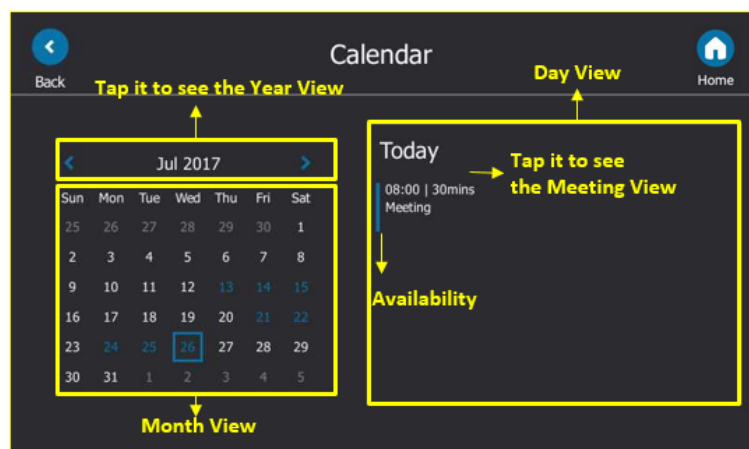 Calendar
Back
Home
Tap it to see the Year View
Day View
Jul 2017
Sun Mon Tue Wed Thu Fri Sat
25 26 27 28 29 30 1
2 3 4 5 6 7 8
9 10 11 12 13 14 15
16 17 18 19 20 21 22
23 24 25 26 27 28 29
30 31 1 2 3 4 5
Month View
Today
08:00 | 30mins
Meeting
Tap it to see
the Meeting View
Availability